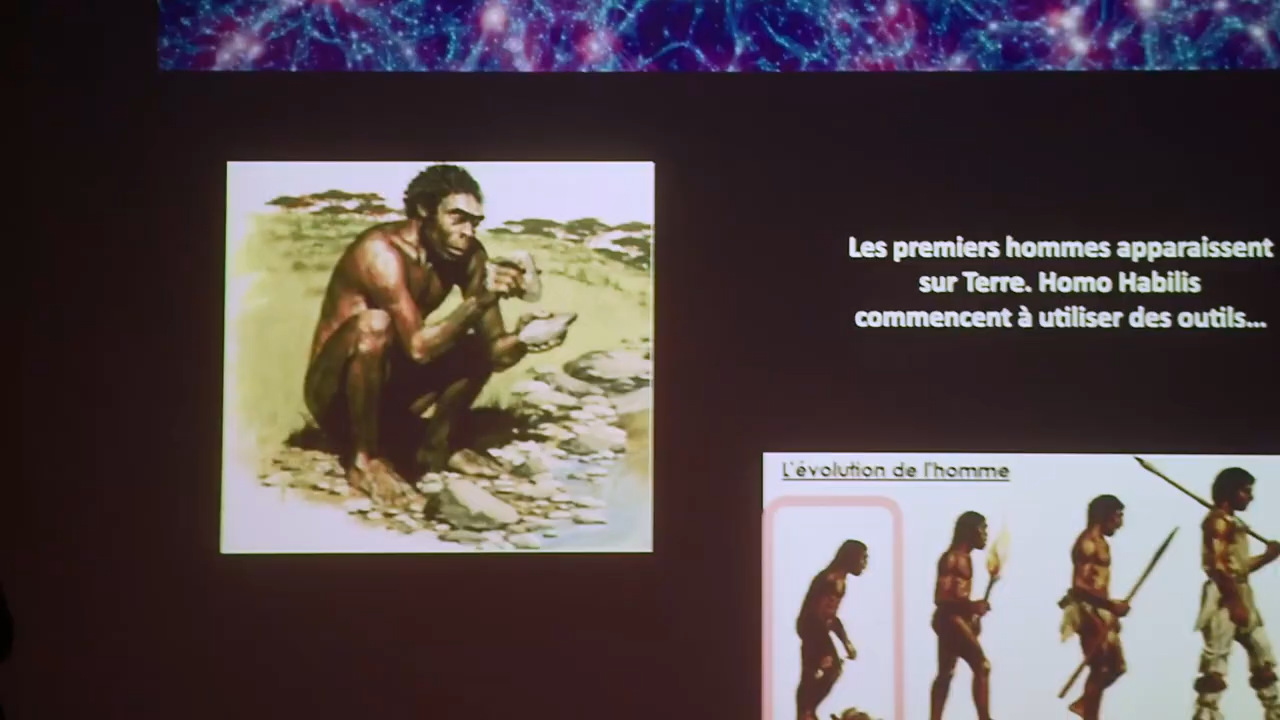 Les premiers hommes apparaissent
sur Terre. Homo Habilis
commencent à utiliser des outils...
L'évolution de l'homme